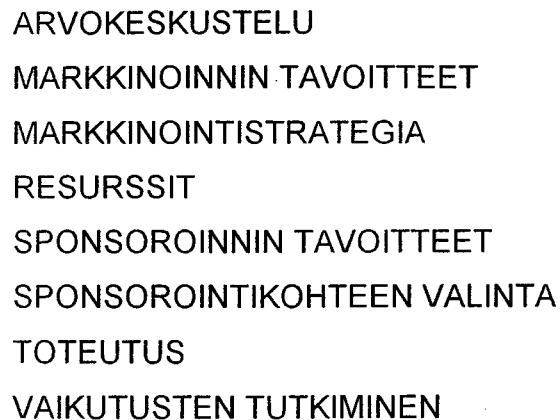 ARVOKESKUSTELU
MARKKINOINNIN TAVOITTEET
MARKKINOINTISTRATEGIA
RESURSSIT
SPONSOROINNIN TAVOITTEET
SPONSOROINTIKOHTEEN VALINTA
TOTEUTUS
VAIKUTUSTEN TUTKIMINEN